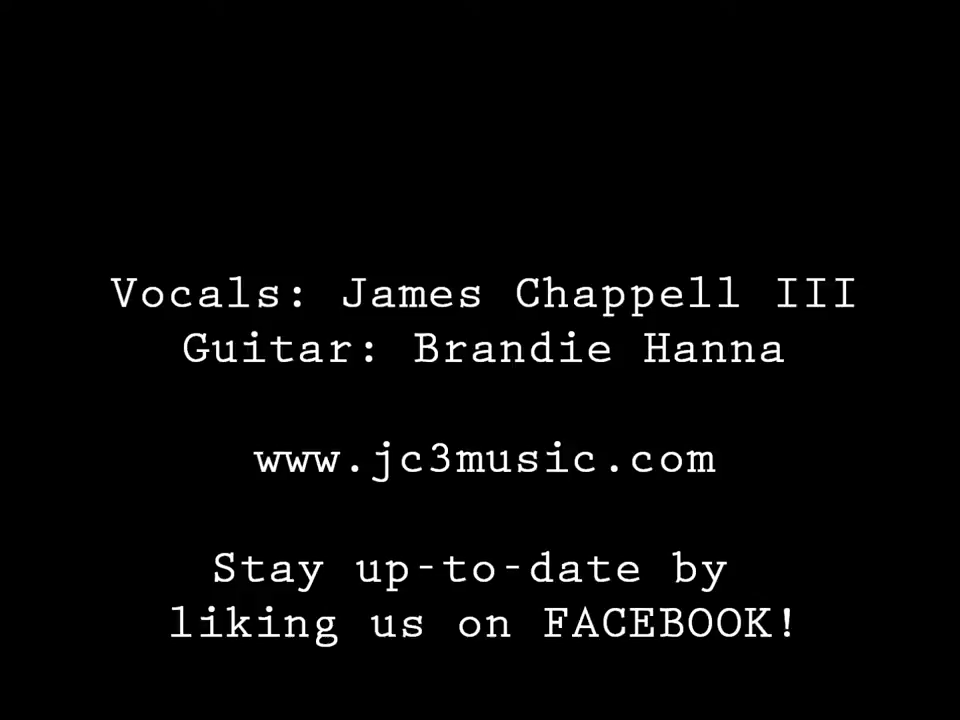 Vocals: James Chappell III
Guitar: Brandie Hanna
www.jc3music.com
Stay up-to-date by
liking us on FACEBOOK!